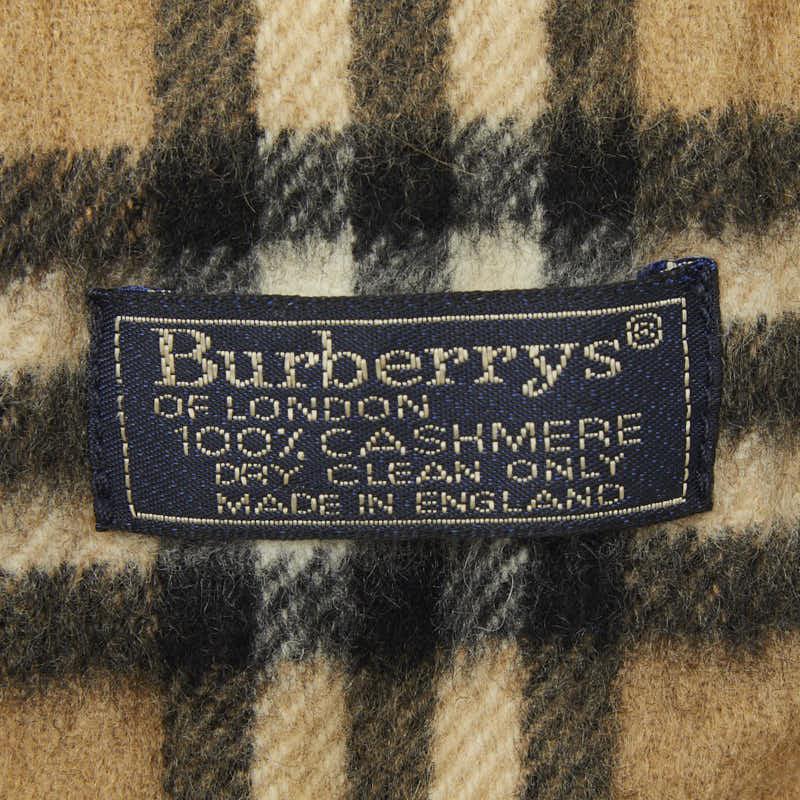 Burberrys®
OF LONDON
100% CASHMERE
DRY CLEAN ONLY
MADE IN ENGLAND